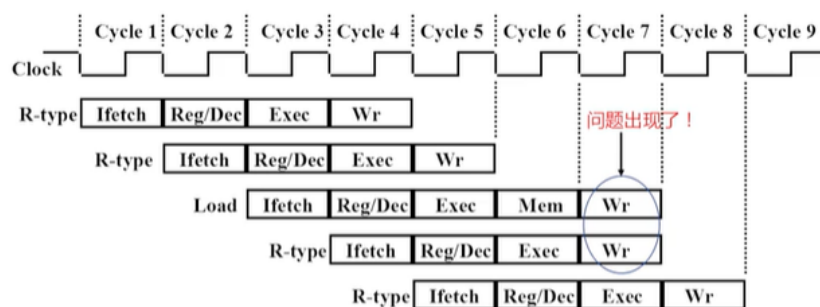 Cycle 1 Cycle 2 Cycle 3 Cycle 4 Cycle 5 Cycle 6 Cycle 7 Cycle 8 Cycle 9
Clock
R-type Ifetch Reg/Dec Exec Wr
问题出现了！
R-type Ifetch Reg/Dec Exec Wr
Load Ifetch Reg/Dec Exec Mem Wr
R-type Ifetch Reg/Dec Exec Wr
R-type Ifetch Reg/Dec Exec Wr